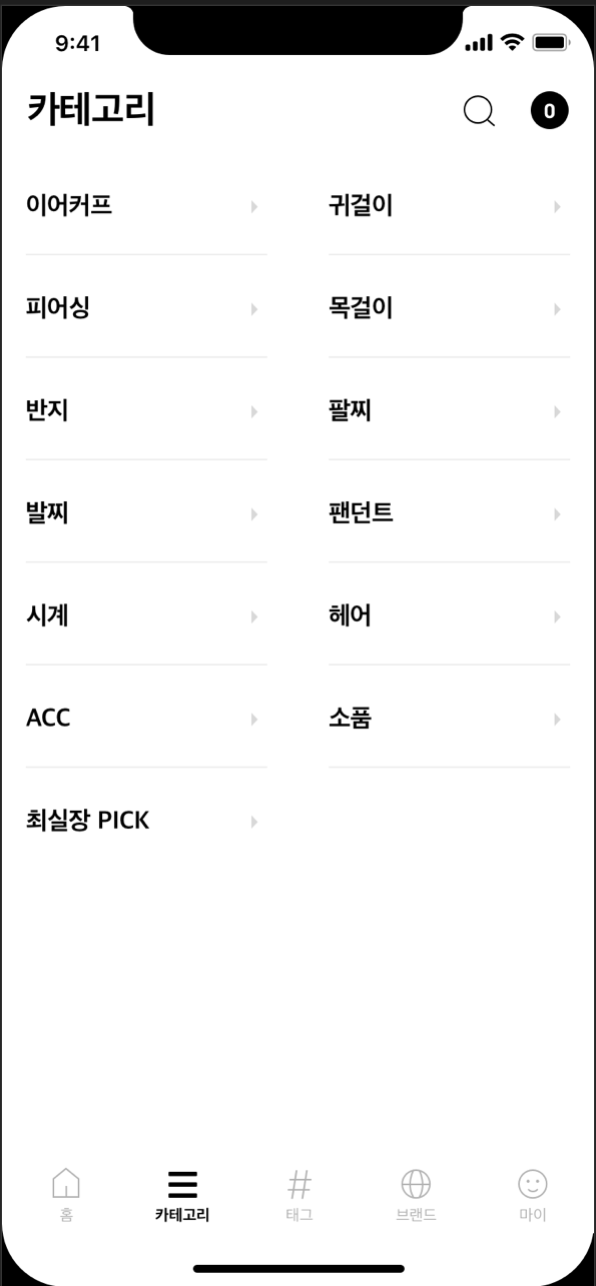 9:41
카테고리
0
이어커프
귀걸이
피어싱
목걸이
반지
팔찌
발찌
팬던트
시계
헤어
ACC
소품
최실장 PICK
홈
카테고리
태그
브랜드
마이